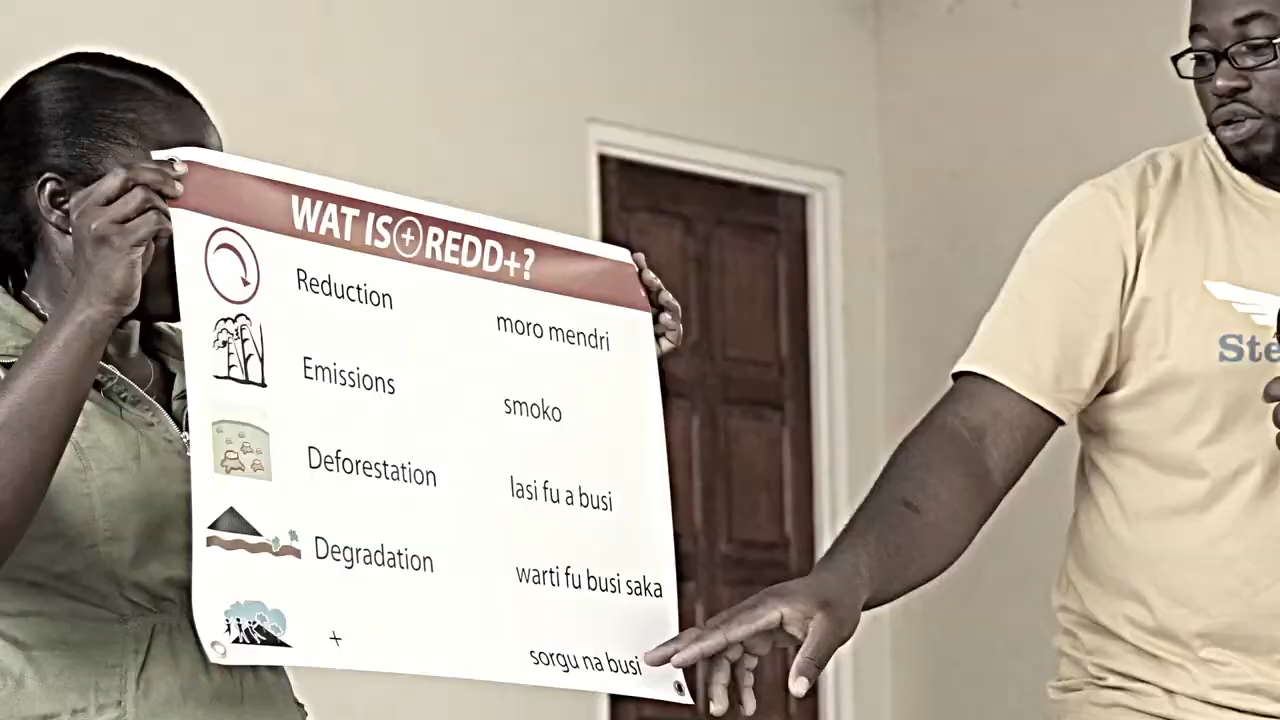 WAT IS + REDD+?
Reduction moro mendri
Emissions smoko
Deforestation lasi fu a busi
Degradation warti fu busi saka
+ sorgu na busi
Ste